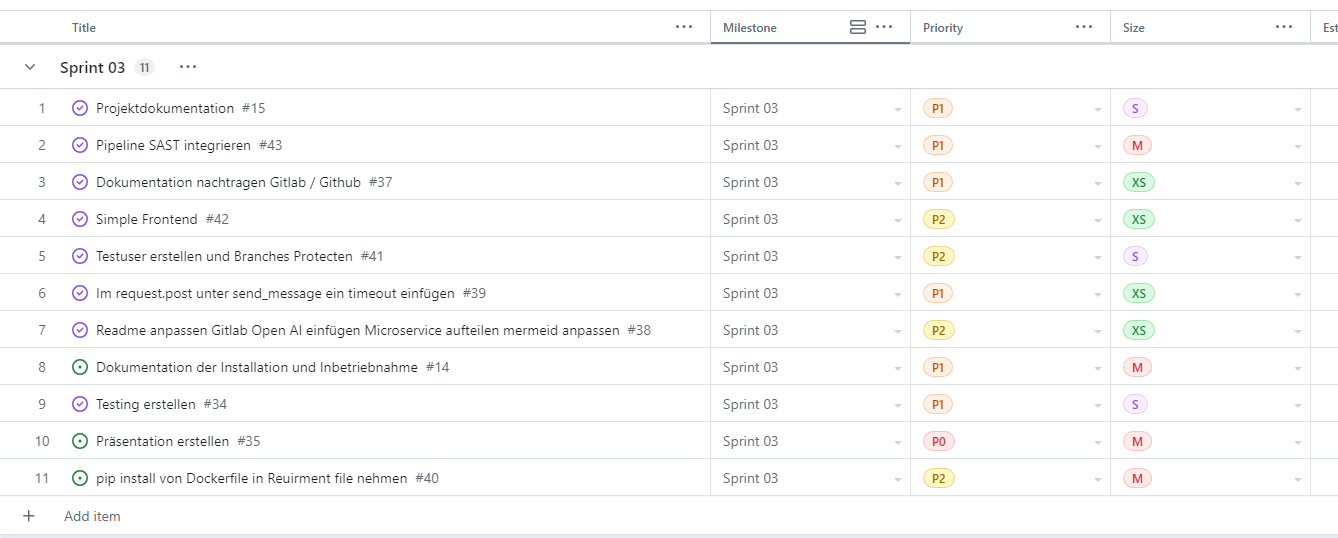 Title ... Milestone ... Priority ... Size ... Est
Sprint 03 11 ...
1 Projektdokumentation #15 Sprint 03 P1 S
2 Pipeline SAST integrieren #43 Sprint 03 P1 M
3 Dokumentation nachtragen Gitlab / Github #37 Sprint 03 P1 XS
4 Simple Frontend #42 Sprint 03 P2 XS
5 Testuser erstellen und Branches Protecten #41 Sprint 03 P2 S
6 Im request.post unter send_message ein timeout einfügen #39 Sprint 03 P1 XS
7 Readme anpassen Gitlab Open AI einfügen Microservice aufteilen mermeid anpassen #38 Sprint 03 P2 XS
8 Dokumentation der Installation und Inbetriebnahme #14 Sprint 03 P1 M
9 Testing erstellen #34 Sprint 03 P1 S
10 Präsentation erstellen #35 Sprint 03 P0 M
11 pip install von Dockerfile in Reuirment file nehmen #40 Sprint 03 P2 M
+ Add item